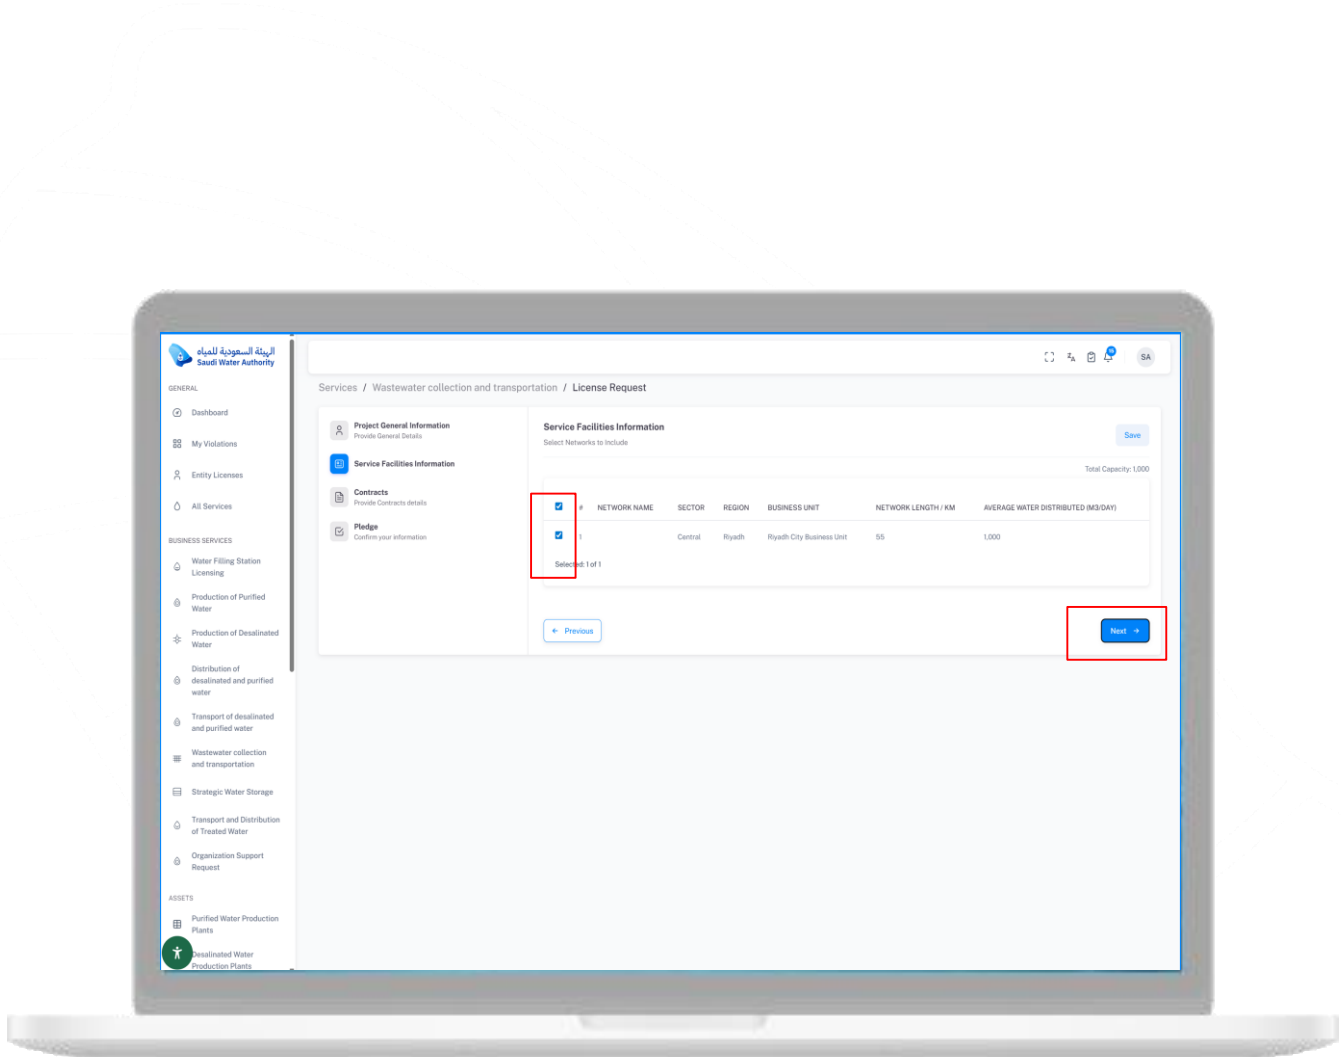 الهيئة السعودية للمياه
Saudi Water Authority
GENERAL
Dashboard
My Violations
Entity Licenses
All Services
BUSINESS SERVICES
Water Filling Station
Licensing
Production of Purified
Water
Production of Desalinated
Water
Distribution of
desalinated and purified
water
Transport of desalinated
and purified water
Wastewater collection
and transportation
Strategic Water Storage
Transport and Distribution
of Treated Water
Organization Support
Request
ASSETS
Purified Water Production
Plants
Desalinated Water
Production Plants
SA
Services / Wastewater collection and transportation / License Request
Project General Information
Provide General Details
Service Facilities Information
Contracts
Provide Contracts details
Pledge
Confirm your information
Service Facilities Information
Select Networks to Include
Save
Total Capacity: 1,000
# NETWORK NAME SECTOR REGION BUSINESS UNIT NETWORK LENGTH / KM AVERAGE WATER DISTRIBUTED (M3/DAY)
1 Central Riyadh Riyadh City Business Unit 55 1,000
Selected: 1 of 1
← Previous
Next →